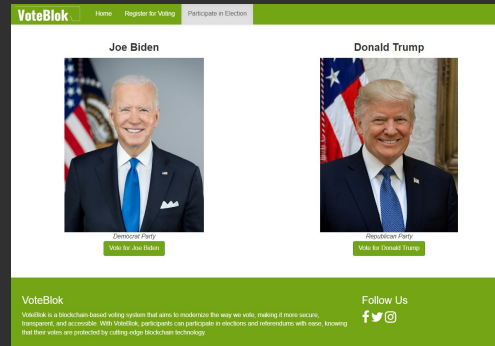 VoteBlok Home Register for Voting Participate in Election
Joe Biden Donald Trump
Democrat Party Republican Party
Vote for Joe Biden Vote for Donald Trump
VoteBlok Follow Us
VoteBlok is a blockchain-based voting system that aims to modernize the way we vote, making it more secure,
transparent, and accessible. With VoteBlok, participants can participate in elections and referendums with ease, knowing
that their votes are protected by cutting-edge blockchain technology.